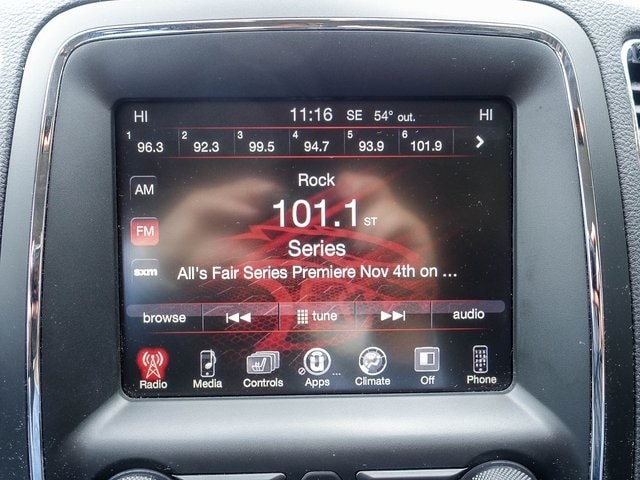 HI 11:16 SE 54° out. HI
1 96.3 2 92.3 3 99.5 4 94.7 5 93.9 6 101.9 >
AM
Rock
101.1 ST
FM
Series
sxm
All's Fair Series Premiere Nov 4th on ...
browse tune audio
Radio Media Controls Apps ... Climate Off Phone